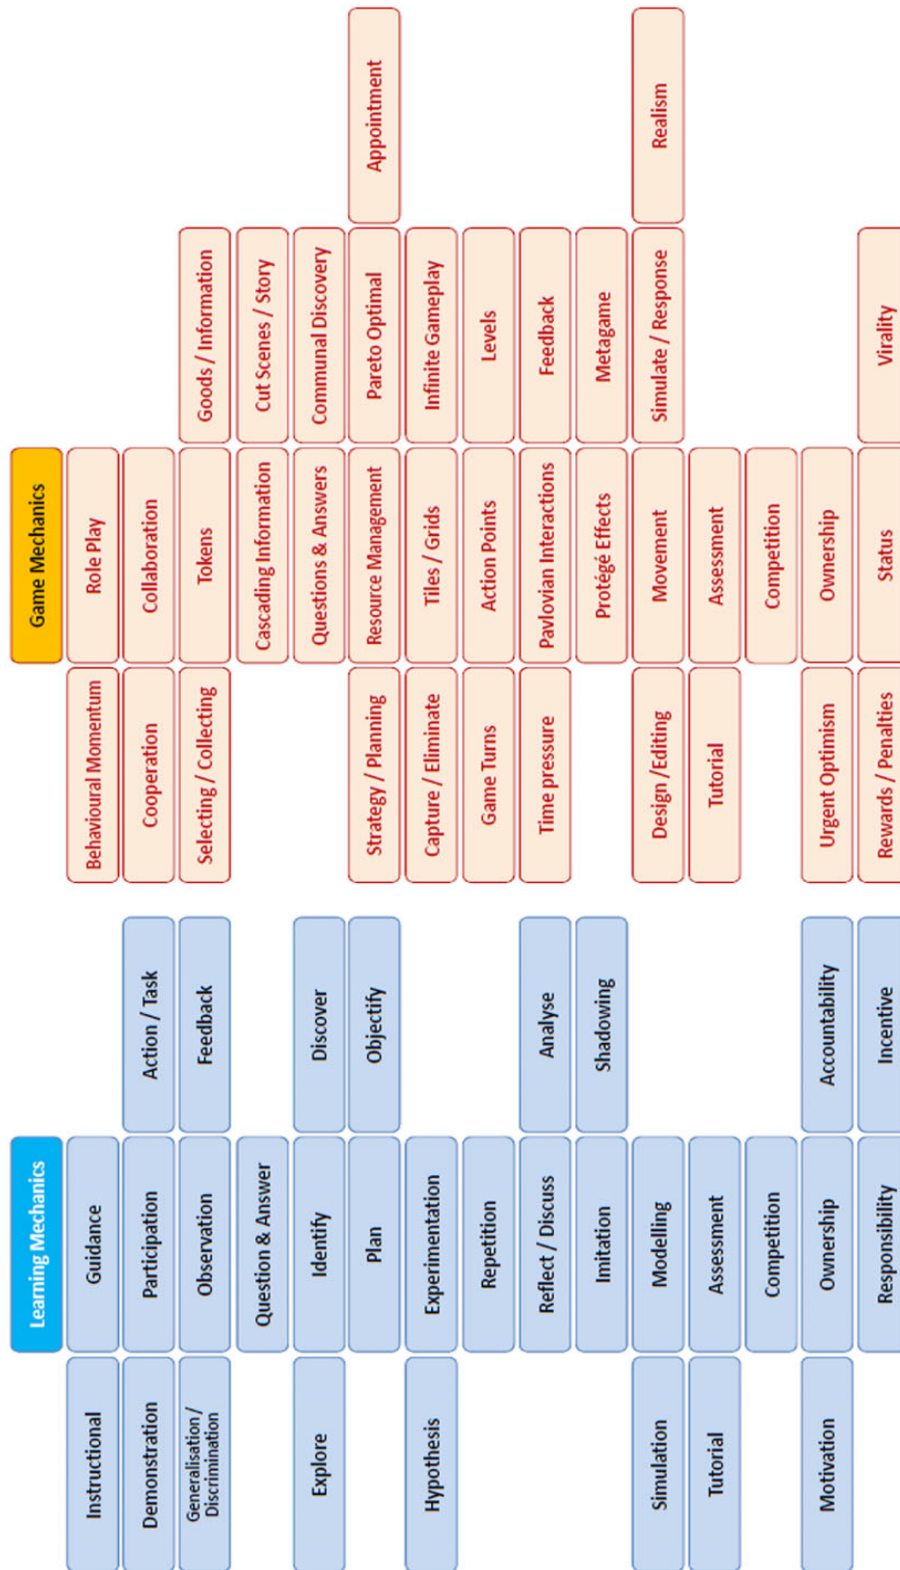 Learning Mechanics
Game Mechanics
Instructional
Guidance
Behavioural Momentum
Role Play
Demonstration
Participation
Action / Task
Cooperation
Collaboration
Generalisation /
Discrimination
Observation
Feedback
Selecting / Collecting
Tokens
Goods / Information
Question & Answer
Cascading Information
Cut Scenes / Story
Explore
Identify
Discover
Questions & Answers
Communal Discovery
Plan
Objectify
Strategy / Planning
Resource Management
Pareto Optimal
Appointment
Hypothesis
Experimentation
Capture / Eliminate
Tiles / Grids
Infinite Gameplay
Repetition
Game Turns
Action Points
Levels
Reflect / Discuss
Analyse
Time pressure
Pavlovian Interactions
Feedback
Imitation
Shadowing
Protégé Effects
Metagame
Simulation
Modelling
Design /Editing
Movement
Simulate / Response
Realism
Tutorial
Assessment
Tutorial
Assessment
Competition
Competition
Motivation
Ownership
Accountability
Urgent Optimism
Ownership
Responsibility
Incentive
Rewards / Penalties
Status
Virality